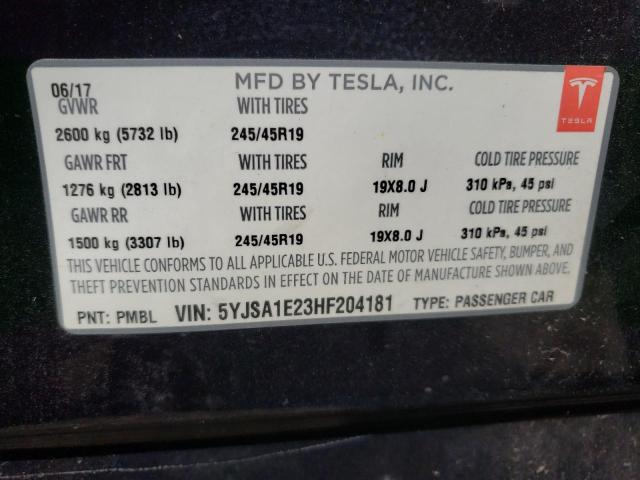 06/17 MFD BY TESLA, INC.
TESLA
GVWR WITH TIRES
2600 kg (5732 lb) 245/45R19
GAWR FRT WITH TIRES RIM COLD TIRE PRESSURE
1276 kg (2813 lb) 245/45R19 19X8.0 J 310 kPa, 45 psi
GAWR RR WITH TIRES RIM COLD TIRE PRESSURE
1500 kg (3307 lb) 245/45R19 19X8.0 J 310 kPa, 45 psi
THIS VEHICLE CONFORMS TO ALL APPLICABLE U.S. FEDERAL MOTOR VEHICLE SAFETY, BUMPER, AND
THEFT PREVENTION STANDARDS IN EFFECT ON THE DATE OF MANUFACTURE SHOWN ABOVE.
PNT: PMBL VIN: 5YJSA1E23HF204181 TYPE: PASSENGER CAR